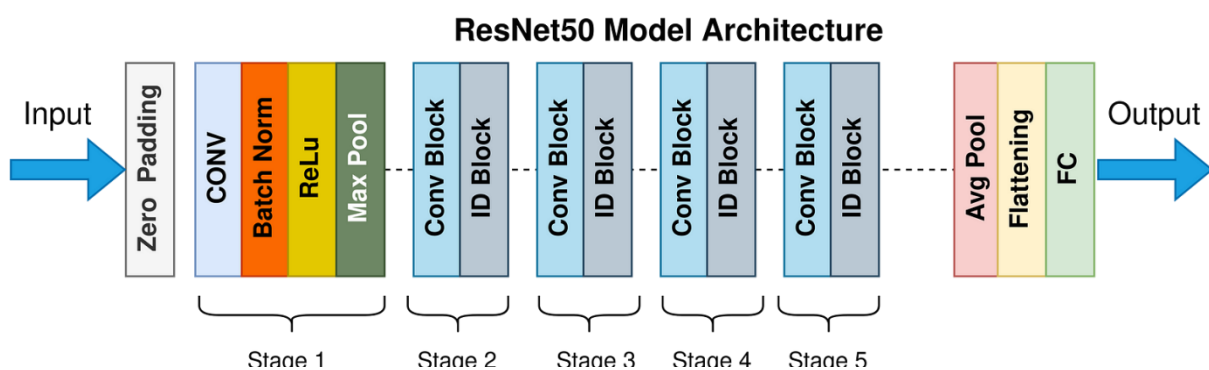 ResNet50 Model Architecture
Input
Zero Padding
CONV
Batch Norm
ReLu
Max Pool
Conv Block
ID Block
Conv Block
ID Block
Conv Block
ID Block
Conv Block
ID Block
Avg Pool
Flattening
FC
Output
Stage 1
Stage 2
Stage 3
Stage 4
Stage 5